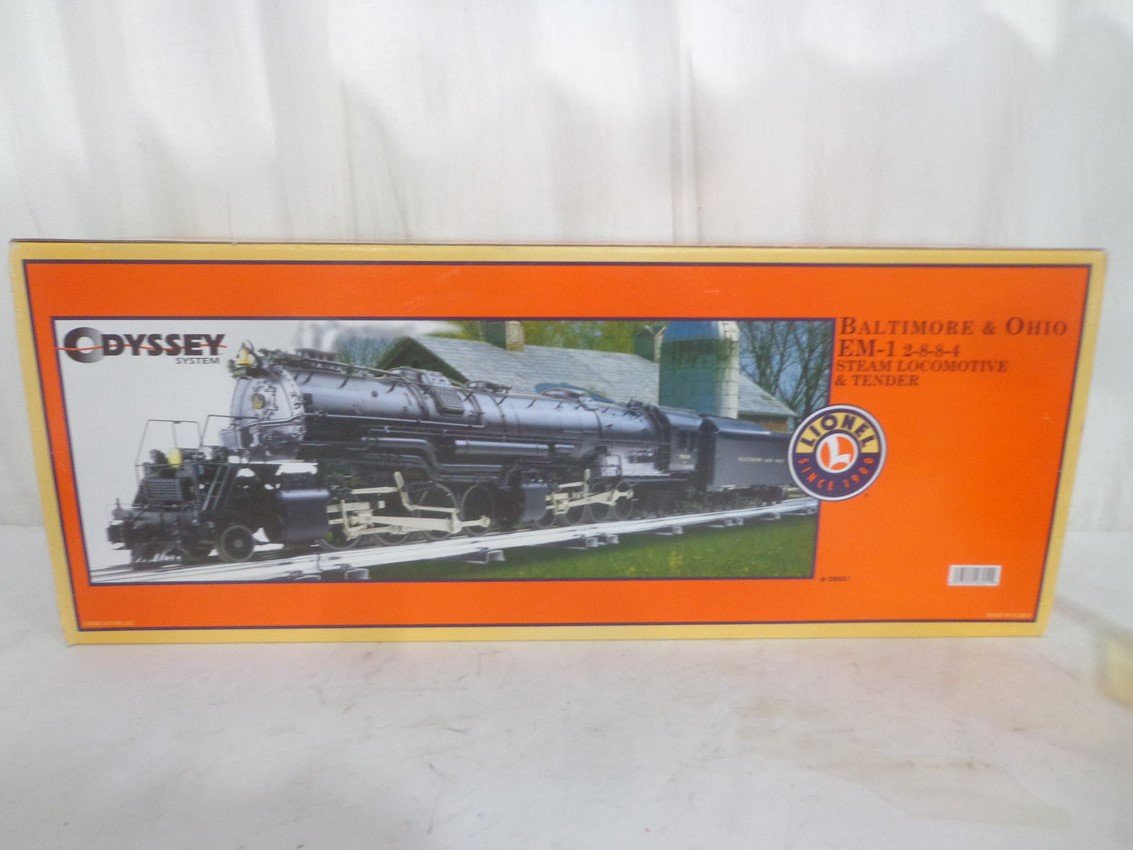 ODYSSEY
SYSTEM
BALTIMORE & OHIO
EM-1 2-8-8-4
STEAM LOCOMOTIVE
& TENDER
LIONEL
L
SINCE 1900